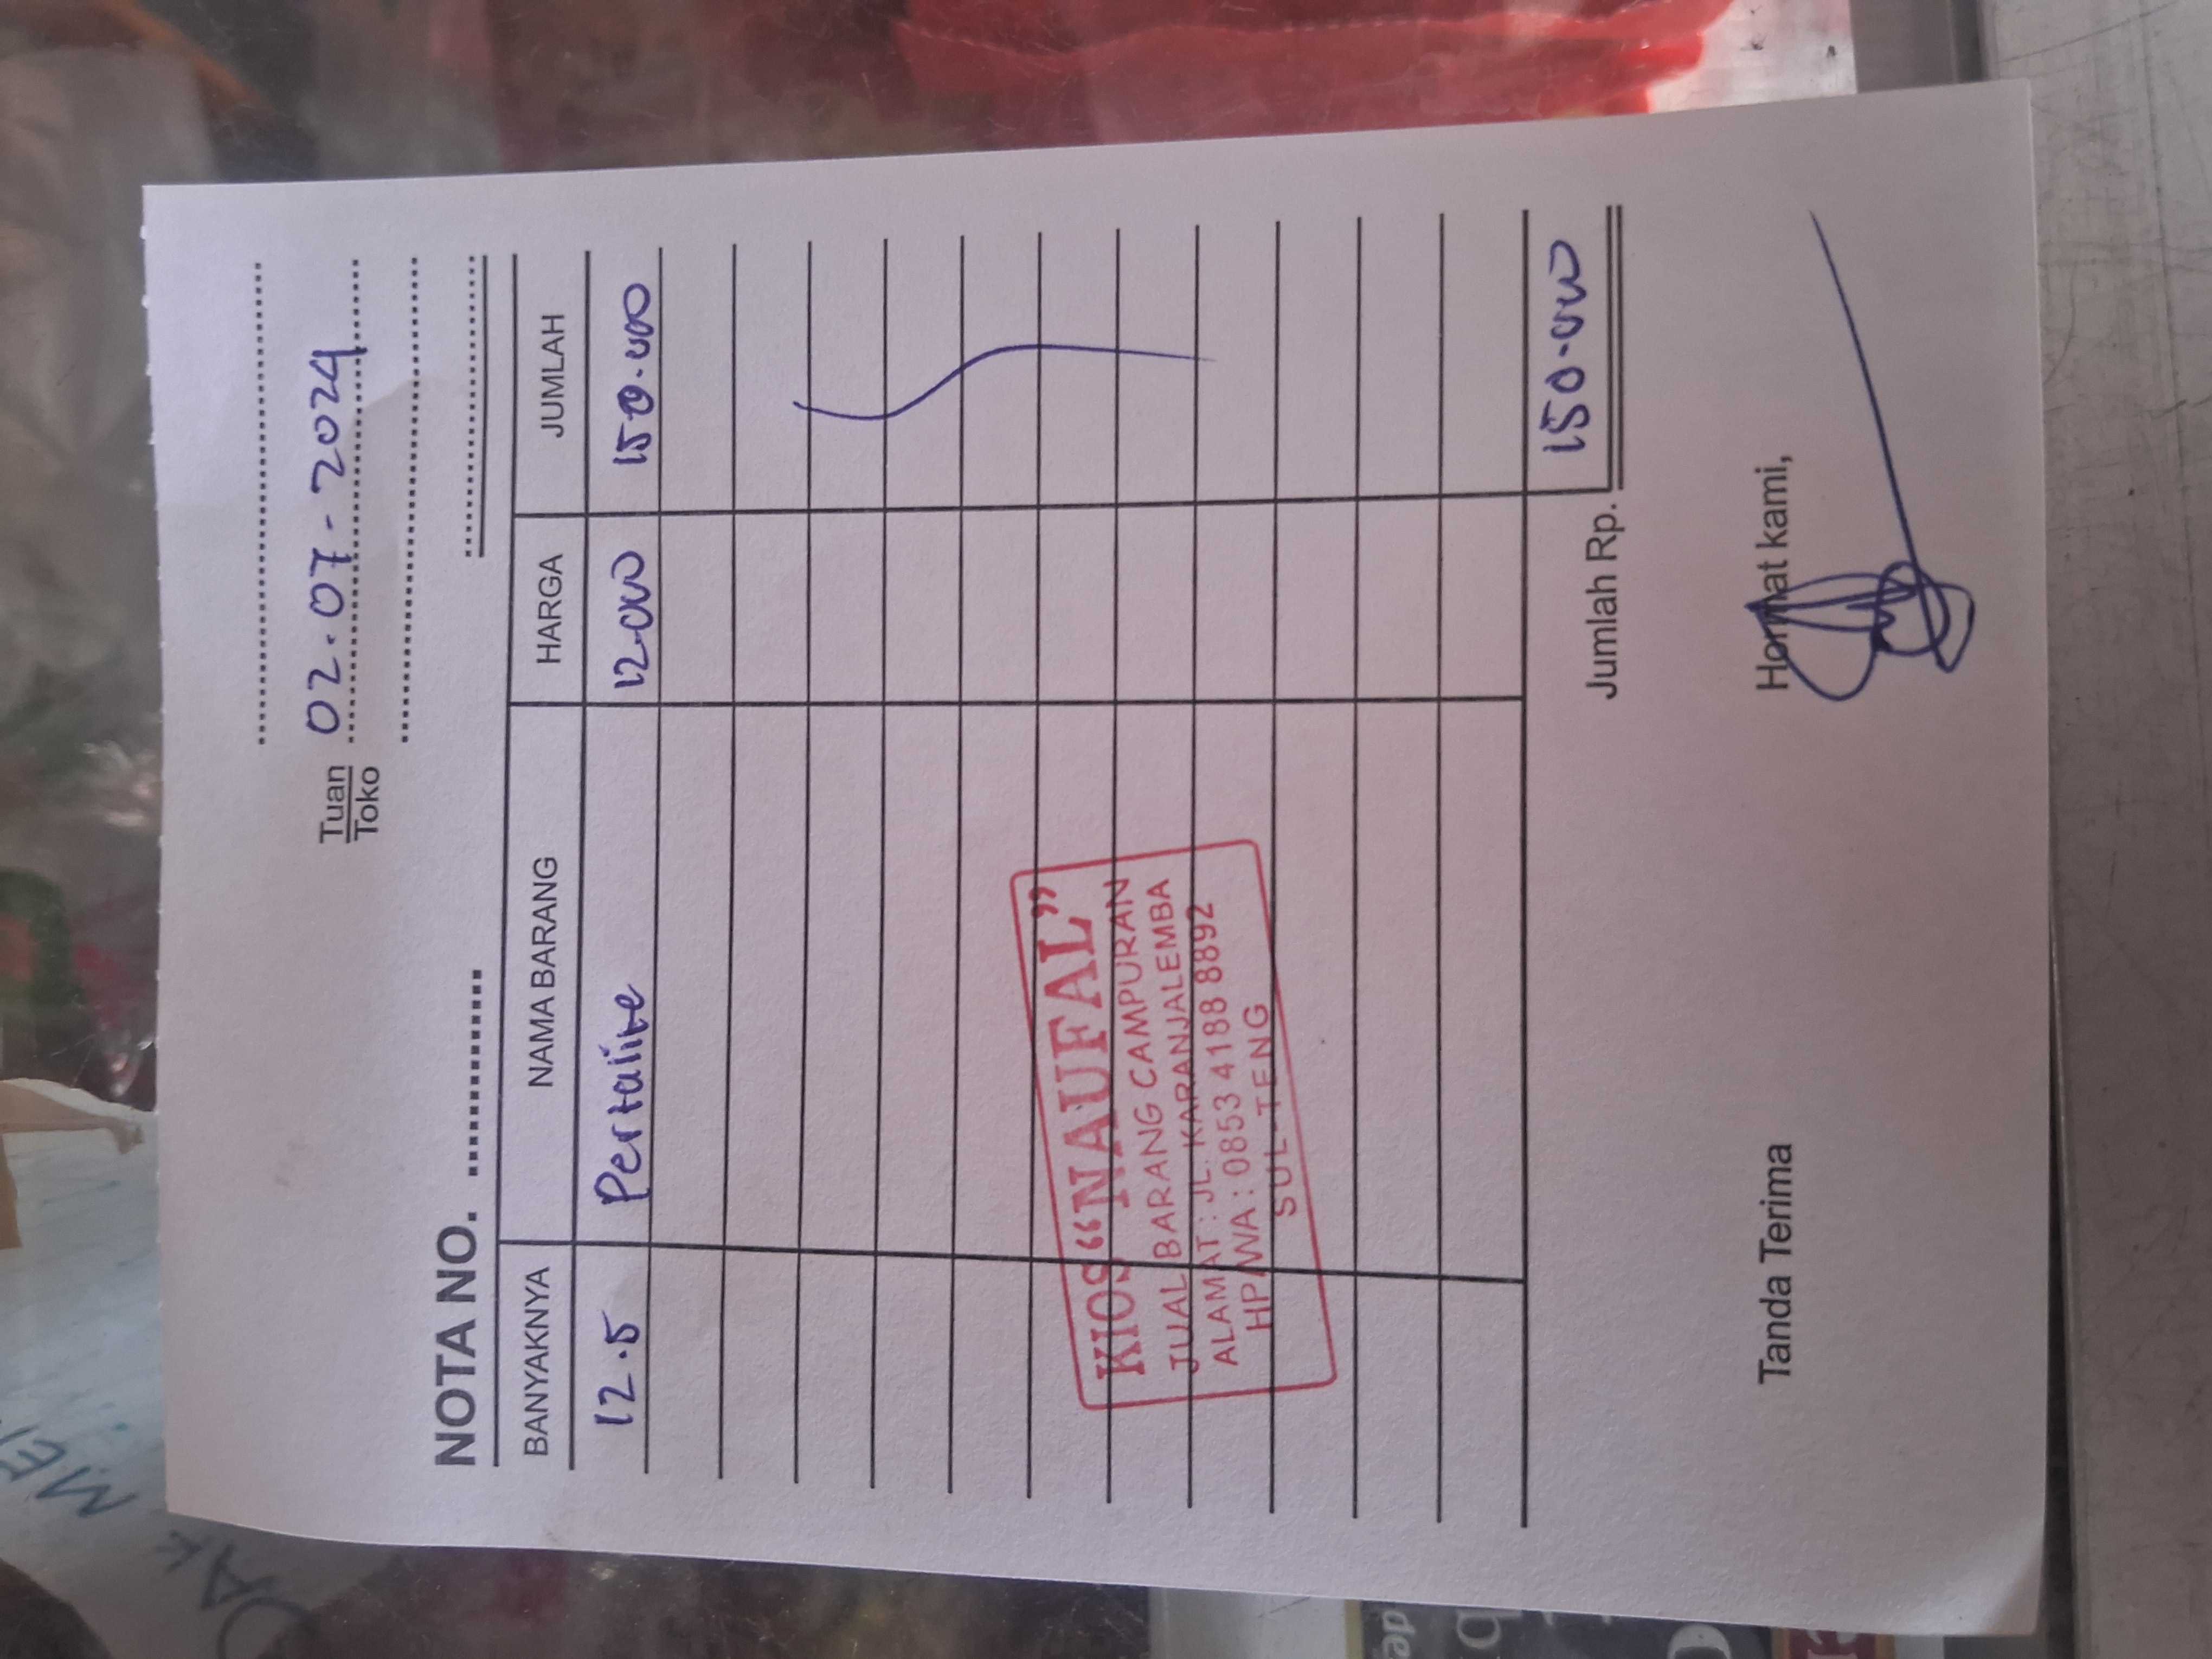 02.07-2024
Tuan
Toko
NOTA NO. ............
BANYAKNYA NAMA BARANG HARGA JUMLAH
12.5 Pertalite 12.000 150.000
KIOS "NAUFAL"
JUAL BARANG CAMPURAN
ALAMAT : JL. KARANJALEMBA
HP/WA : 0853 4188 8892
SUL-TENG
Jumlah Rp. 150.000
Tanda Terima Hormat kami,